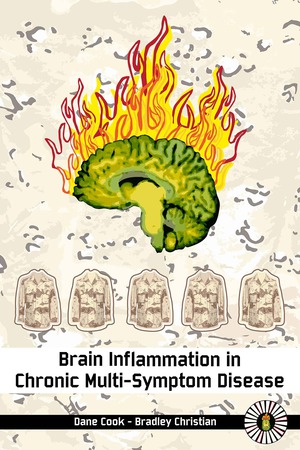 Brain Inflammation in
Chronic Multi-Symptom Disease
Dane Cook - Bradley Christian